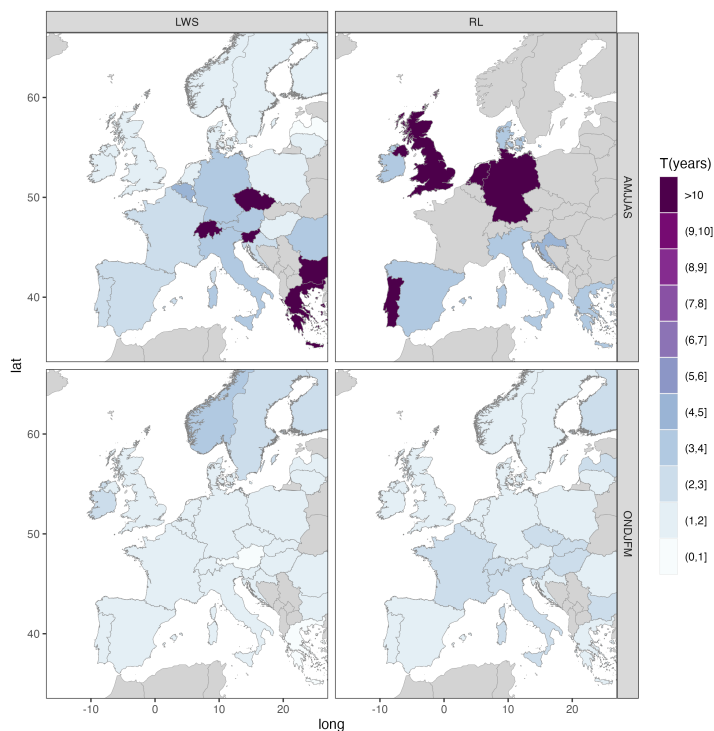 LWS RL
60
50
40
AMJJAS
60
50
40
ONDJFM
lat
-10 0 10 20 -10 0 10 20
long
T(years)
>10
(9,10]
(8,9]
(7,8]
(6,7]
(5,6]
(4,5]
(3,4]
(2,3]
(1,2]
(0,1]